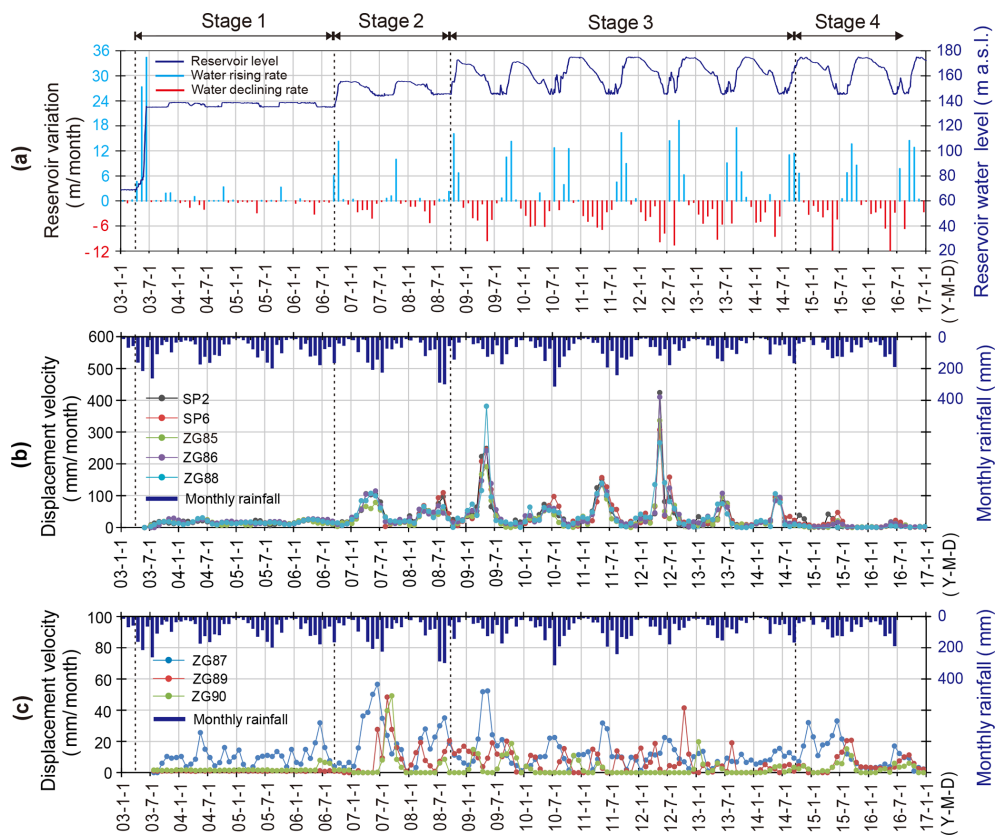 Stage 1 Stage 2 Stage 3 Stage 4
(a)
Reservoir variation
(m/month)
36
30
24
18
12
6
0
-6
-12
Reservoir level
Water rising rate
Water declining rate
180
160
140
120
100
80
60
40
20
Reservoir water level (m a.s.l.)
03-1-1 03-7-1 04-1-1 04-7-1 05-1-1 05-7-1 06-1-1 06-7-1 07-1-1 07-7-1 08-1-1 08-7-1 09-1-1 09-7-1 10-1-1 10-7-1 11-1-1 11-7-1 12-1-1 12-7-1 13-1-1 13-7-1 14-1-1 14-7-1 15-1-1 15-7-1 16-1-1 16-7-1 17-1-1 (Y-M-D)
(b)
Displacement velocity
(mm/month)
600
500
400
300
200
100
0
SP2
SP6
ZG85
ZG86
ZG88
Monthly rainfall
0
200
400
Monthly rainfall (mm)
03-1-1 03-7-1 04-1-1 04-7-1 05-1-1 05-7-1 06-1-1 06-7-1 07-1-1 07-7-1 08-1-1 08-7-1 09-1-1 09-7-1 10-1-1 10-7-1 11-1-1 11-7-1 12-1-1 12-7-1 13-1-1 13-7-1 14-1-1 14-7-1 15-1-1 15-7-1 16-1-1 16-7-1 17-1-1 (Y-M-D)
(c)
Displacement velocity
(mm/month)
100
80
60
40
20
0
ZG87
ZG89
ZG90
Monthly rainfall
0
200
400
Monthly rainfall (mm)
03-1-1 03-7-1 04-1-1 04-7-1 05-1-1 05-7-1 06-1-1 06-7-1 07-1-1 07-7-1 08-1-1 08-7-1 09-1-1 09-7-1 10-1-1 10-7-1 11-1-1 11-7-1 12-1-1 12-7-1 13-1-1 13-7-1 14-1-1 14-7-1 15-1-1 15-7-1 16-1-1 16-7-1 17-1-1 (Y-M-D)